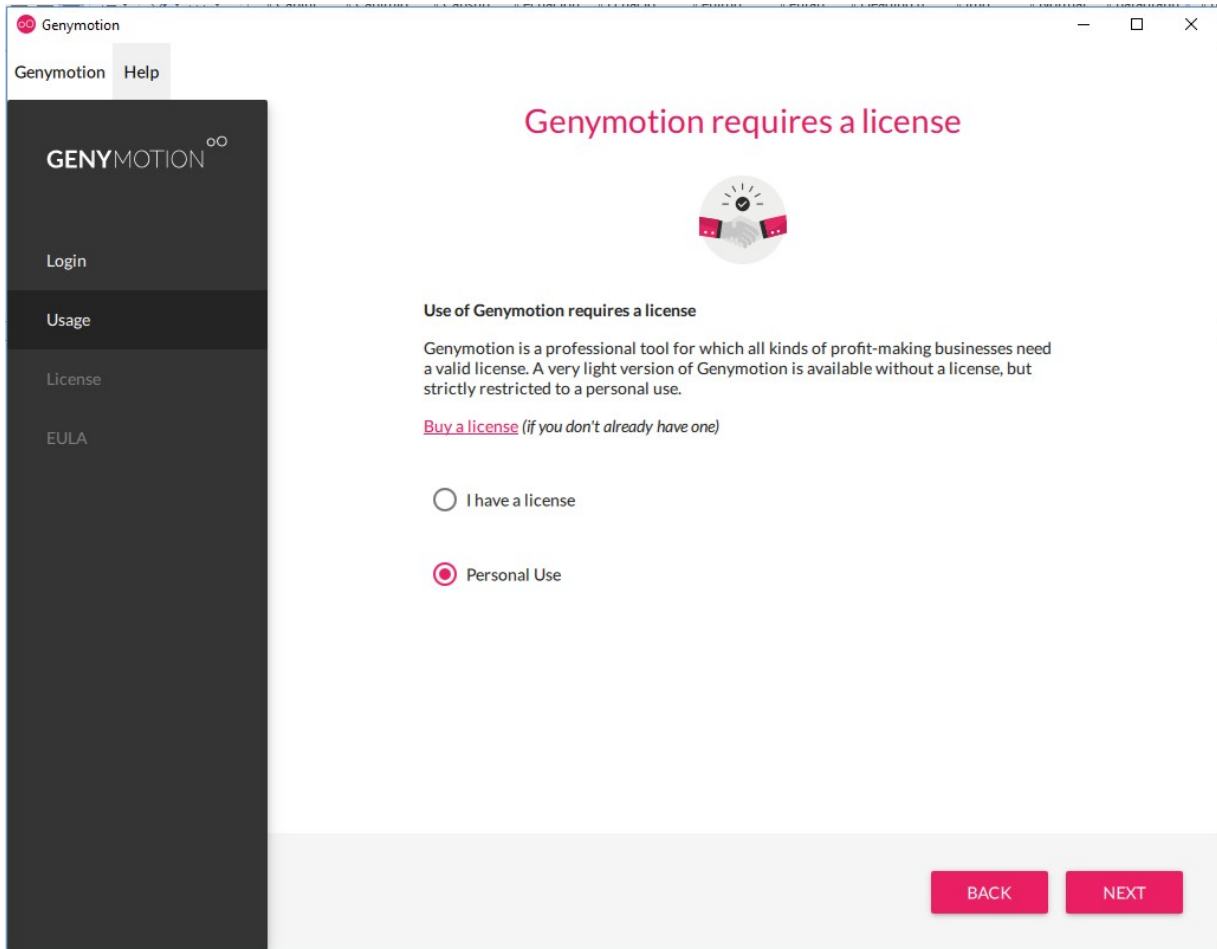 Genymotion
Genymotion Help
Genymotion requires a license
GENYMOTION
Login
Usage
License
EULA
Use of Genymotion requires a license
Genymotion is a professional tool for which all kinds of profit-making businesses need
a valid license. A very light version of Genymotion is available without a license, but
strictly restricted to a personal use.
Buy a license (if you don't already have one)
I have a license
Personal Use
BACK NEXT